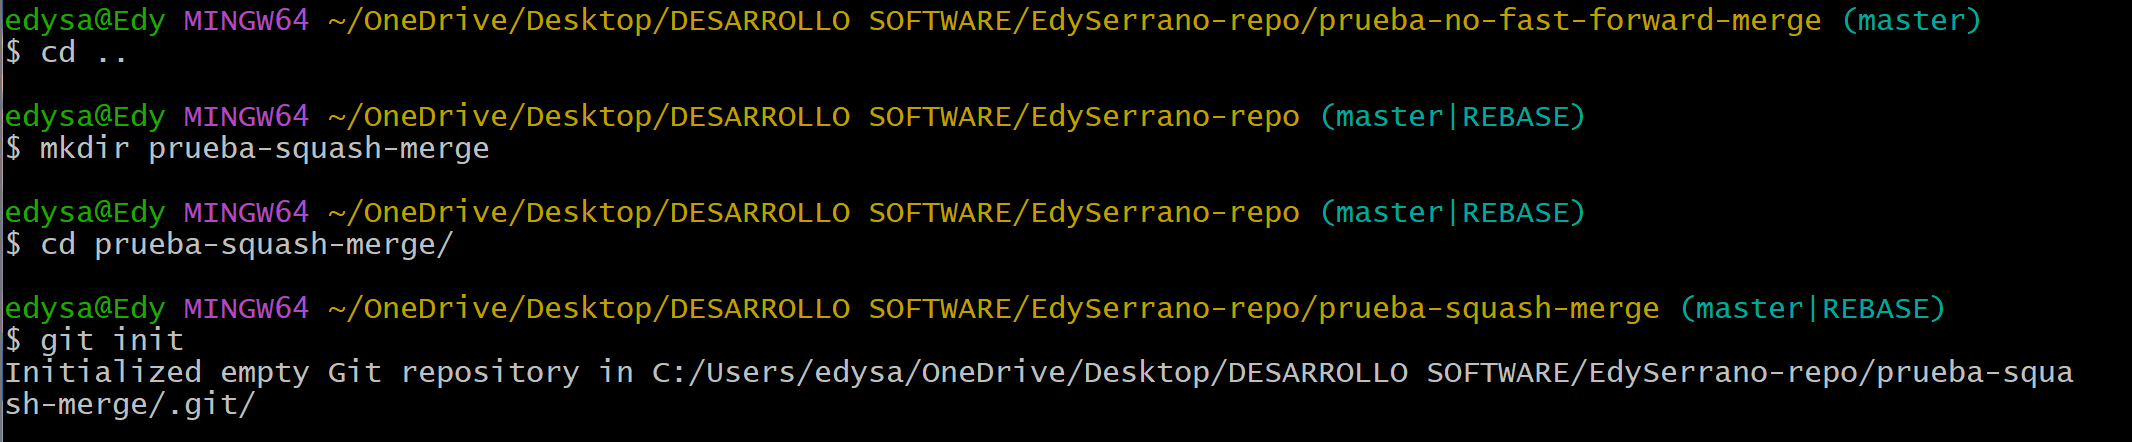 edysa@Edy MINGW64 ~/OneDrive/Desktop/DESARROLLO SOFTWARE/EdySerrano-repo/prueba-no-fast-forward-merge (master)
$ cd ..
edysa@Edy MINGW64 ~/OneDrive/Desktop/DESARROLLO SOFTWARE/EdySerrano-repo (master|REBASE)
$ mkdir prueba-squash-merge
edysa@Edy MINGW64 ~/OneDrive/Desktop/DESARROLLO SOFTWARE/EdySerrano-repo (master|REBASE)
$ cd prueba-squash-merge/
edysa@Edy MINGW64 ~/OneDrive/Desktop/DESARROLLO SOFTWARE/EdySerrano-repo/prueba-squash-merge (master|REBASE)
$ git init
Initialized empty Git repository in C:/Users/edysa/OneDrive/Desktop/DESARROLLO SOFTWARE/EdySerrano-repo/prueba-squa
sh-merge/.git/